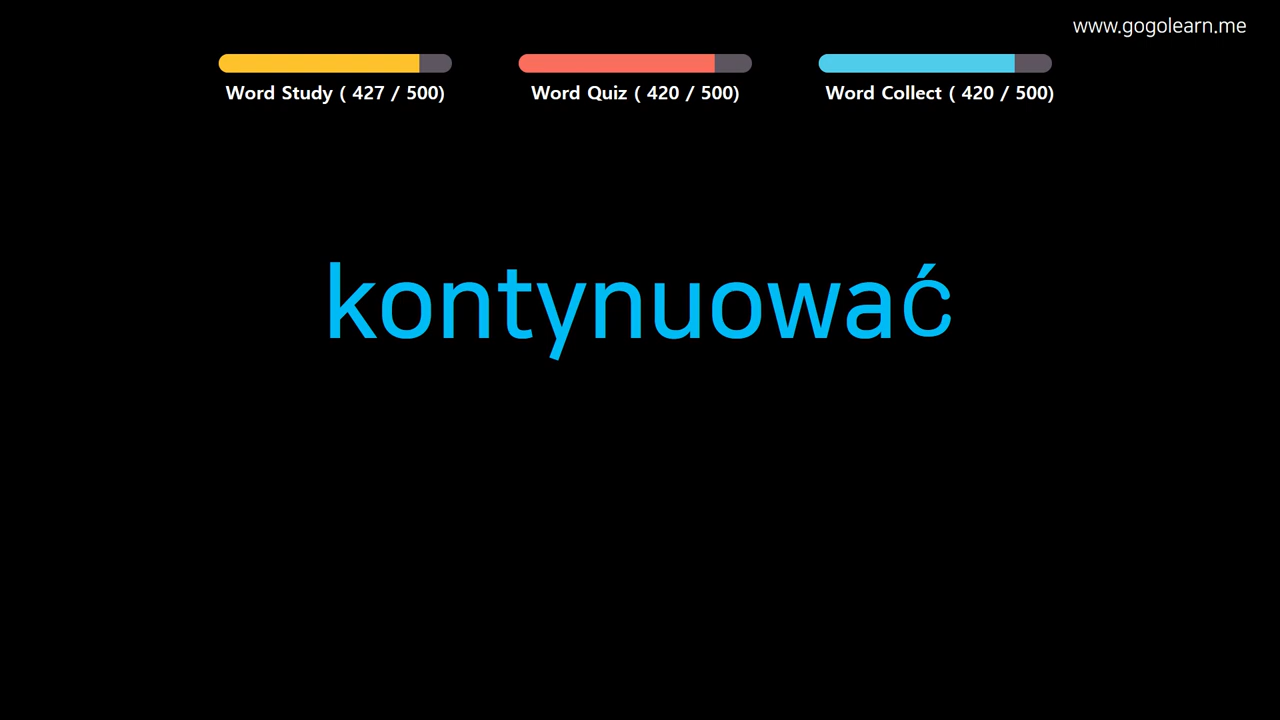 www.gogolearn.me
Word Study ( 427 / 500)
Word Quiz ( 420 / 500)
Word Collect ( 420 / 500)
kontynuować